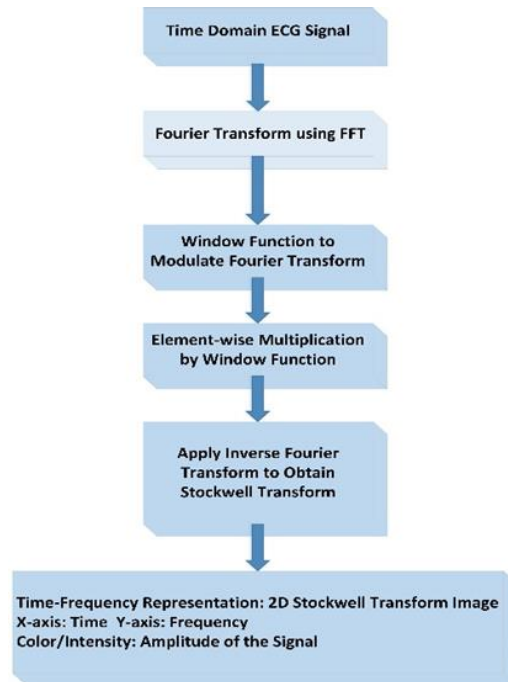 Time Domain ECG Signal
Fourier Transform using FFT
Window Function to
Modulate Fourier Transform
Element-wise Multiplication
by Window Function
Apply Inverse Fourier
Transform to Obtain
Stockwell Transform
Time-Frequency Representation: 2D Stockwell Transform Image
X-axis: Time Y-axis: Frequency
Color/Intensity: Amplitude of the Signal